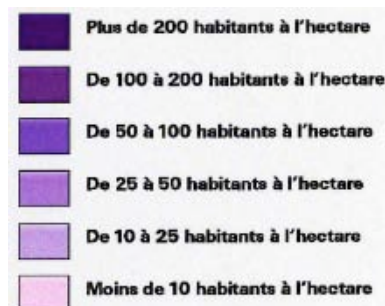 Plus de 200 habitants à l'hectare
De 100 à 200 habitants à l'hectare
De 50 à 100 habitants à l'hectare
De 25 à 50 habitants à l'hectare
De 10 à 25 habitants à l'hectare
Moins de 10 habitants à l'hectare